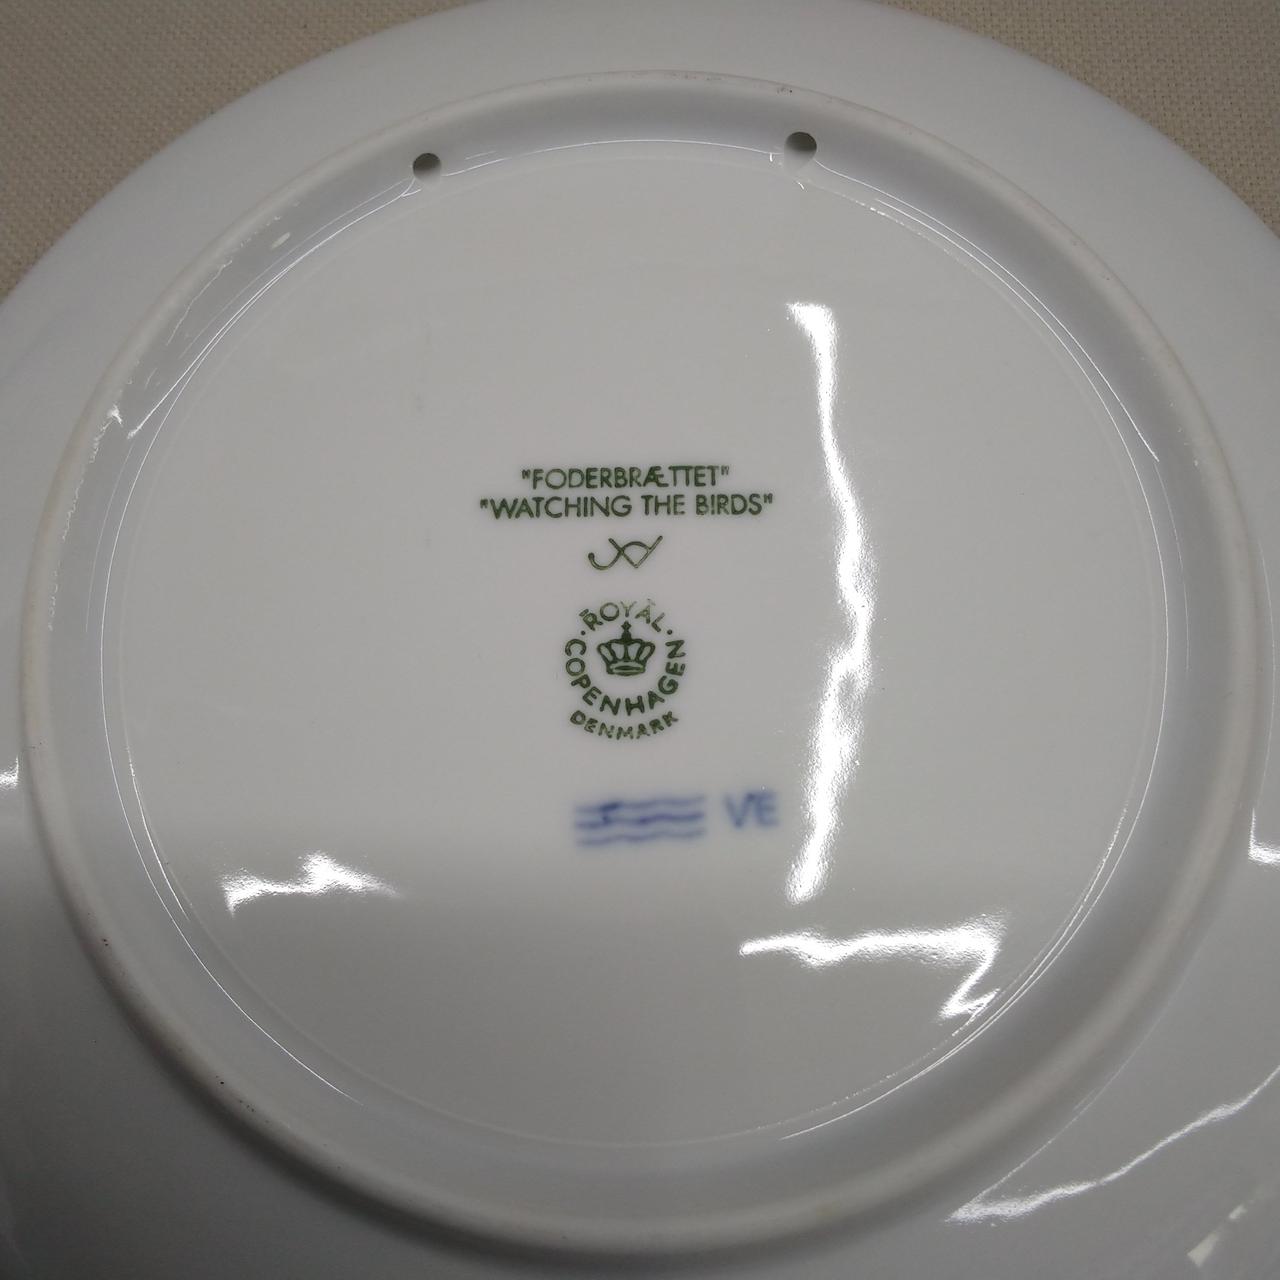 "FODERBRÆTTET"
"WATCHING THE BIRDS"
ROYAL
COPENHAGEN
DENMARK
VE